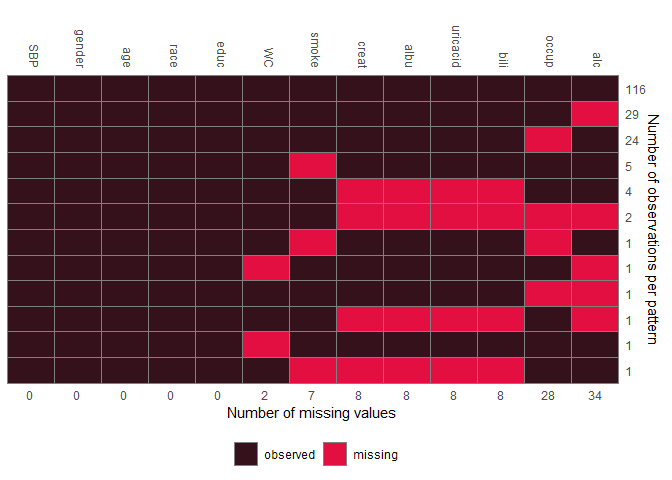 SBP gender age race educ WC smoke creat albu uricacid bili occup alc
116
29
24
5
4
2
1
1
1
1
1
1
Number of observations per pattern
0 0 0 0 0 2 7 8 8 8 8 28 34
Number of missing values
observed missing